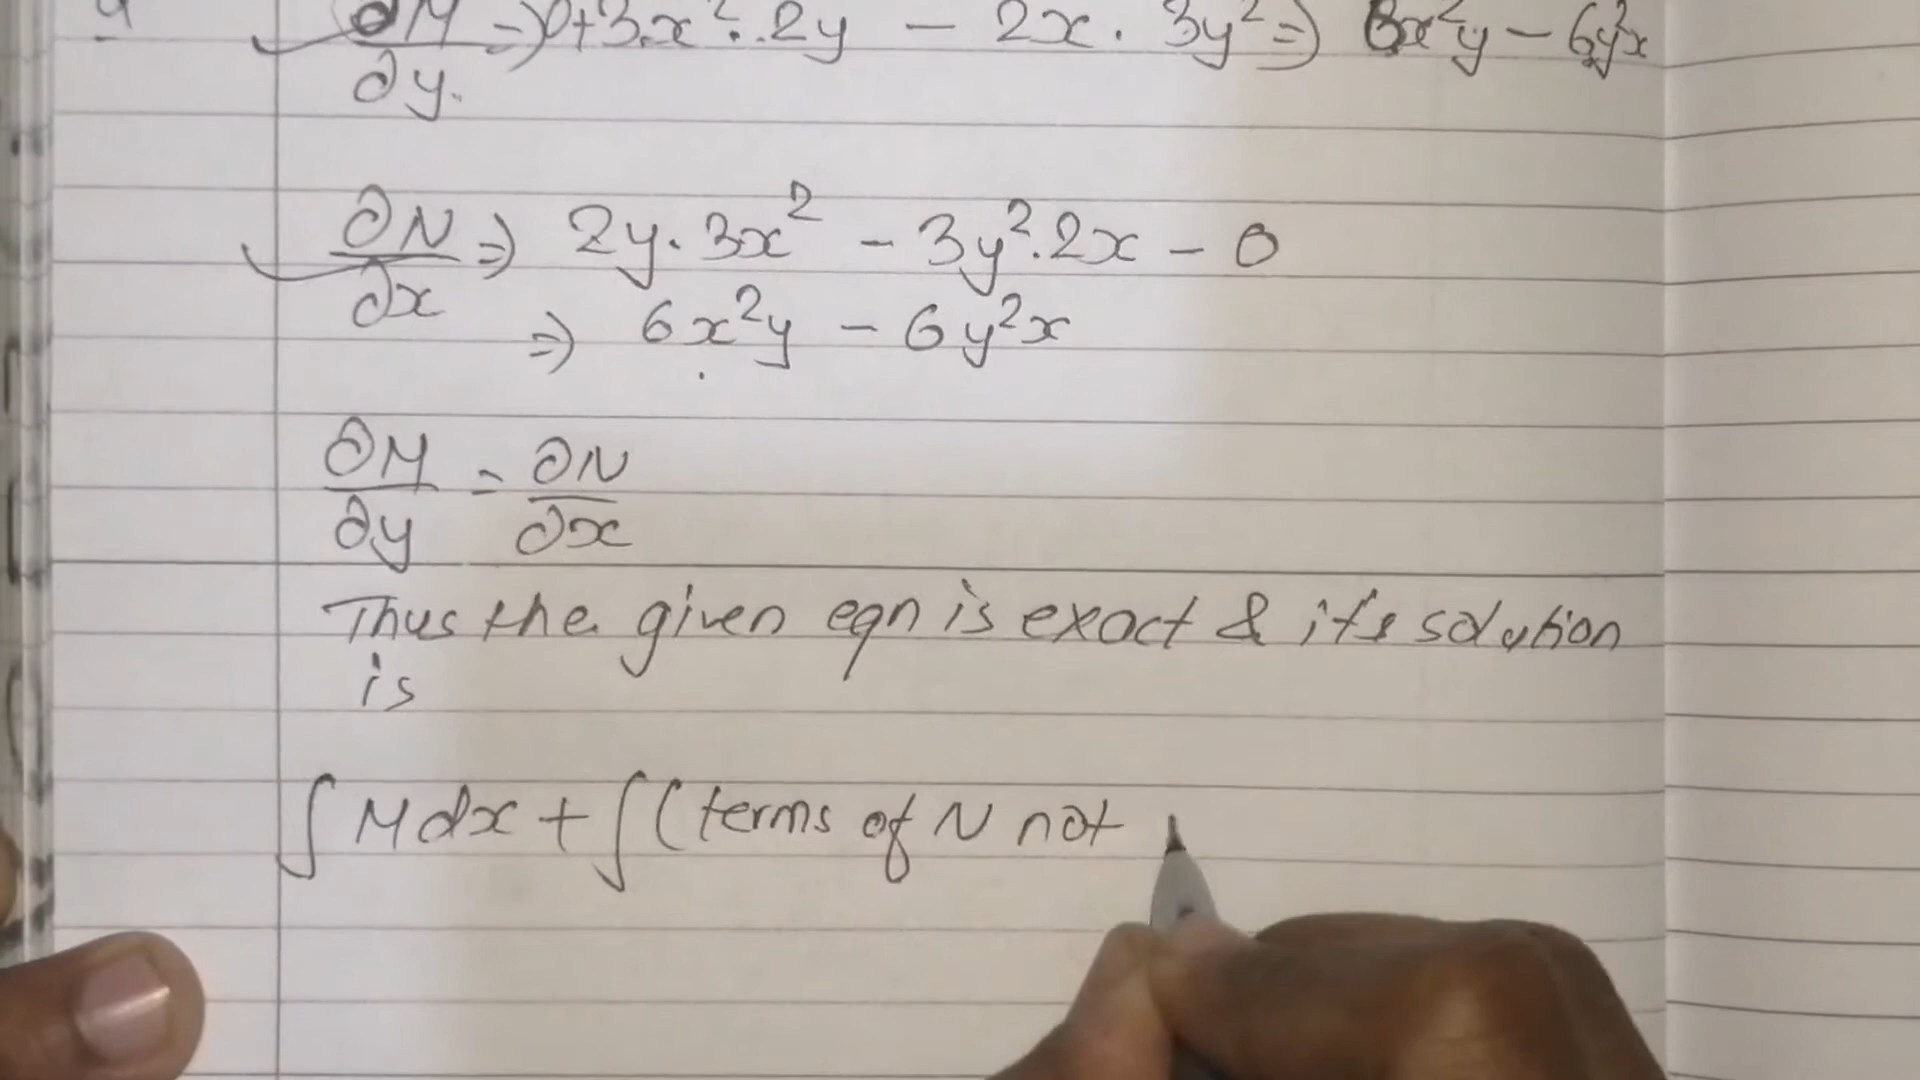 ∂M/∂y ⇒ 0+3x².2y − 2x.3y² ⇒ 6x²y − 6y²x
∂N/∂x ⇒ 2y.3x² − 3y².2x − 0
⇒ 6x²y − 6y²x
∂M/∂y = ∂N/∂x
Thus the given eqn is exact & its solution
is
∫Mdx + ∫(terms of N not